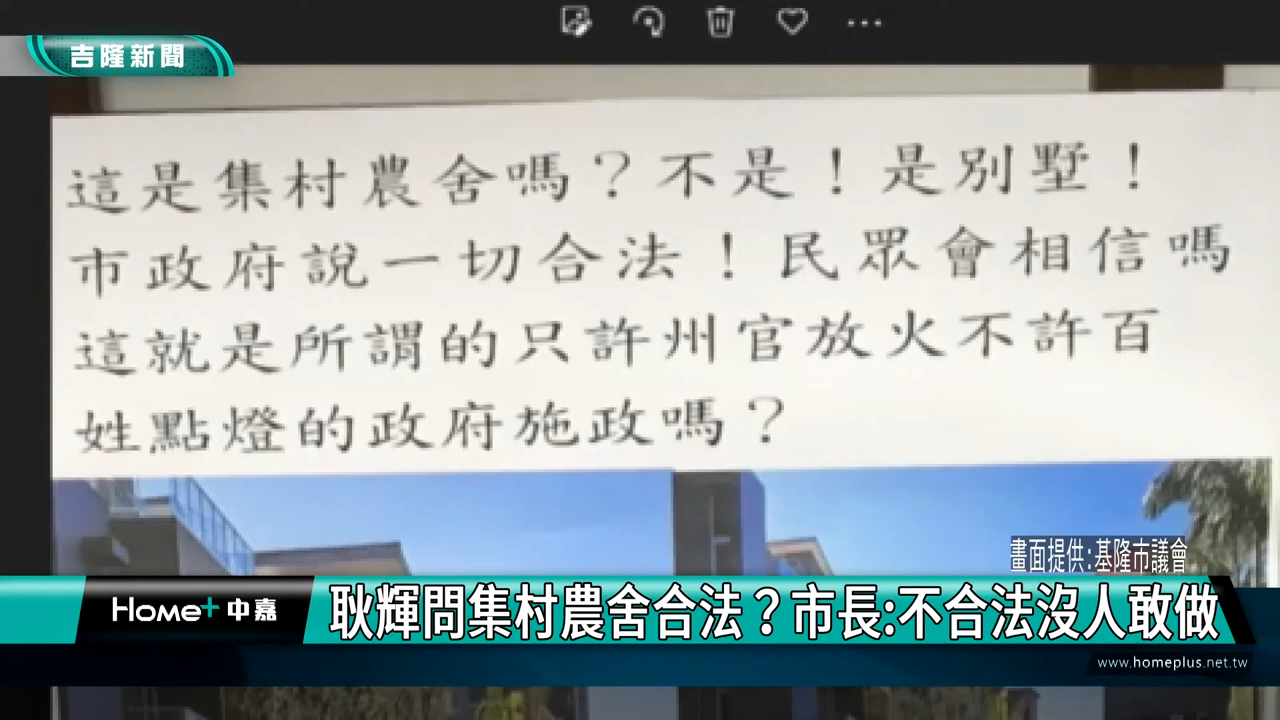 吉隆新聞
這是集村農舍嗎？不是！是別墅！
市政府說一切合法！民眾會相信嗎
這就是所謂的只許州官放火不許百
姓點燈的政府施政嗎？
畫面提供:基隆市議會
Home+中嘉
耿輝問集村農舍合法？市長:不合法沒人敢做
www.homeplus.net.tw